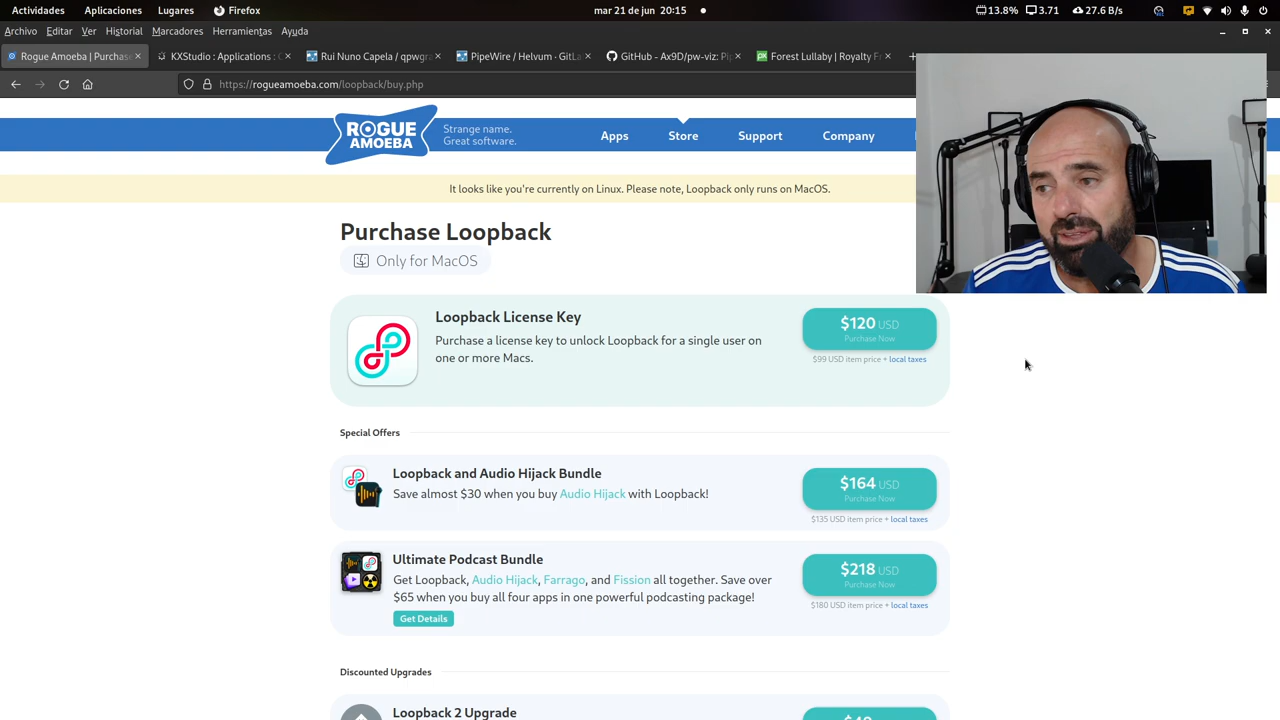 Actividades Aplicaciones Lugares Firefox mar 21 de jun 20:15 13.8% 3.71 27.6 B/s
Archivo Editar Ver Historial Marcadores Herramientas Ayuda
Rogue Amoeba | Purchas KXStudio : Applications : C Rui Nuno Capela / qpwgra PipeWire / Helvum · GitLa GitHub - Ax9D/pw-viz: Pip Forest Lullaby | Royalty F
https://rogueamoeba.com/loopback/buy.php
ROGUE AMOEBA
Strange name.
Great software.
Apps Store Support Company
It looks like you're currently on Linux. Please note, Loopback only runs on MacOS.
Purchase Loopback
Only for MacOS
Loopback License Key
Purchase a license key to unlock Loopback for a single user on
one or more Macs.
$120 USD
Purchase Now
$99 USD item price + local taxes
Special Offers
Loopback and Audio Hijack Bundle
Save almost $30 when you buy Audio Hijack with Loopback!
$164 USD
Purchase Now
$135 USD item price + local taxes
Ultimate Podcast Bundle
Get Loopback, Audio Hijack, Farrago, and Fission all together. Save over
$65 when you buy all four apps in one powerful podcasting package!
Get Details
$218 USD
Purchase Now
$180 USD item price + local taxes
Discounted Upgrades
Loopback 2 Upgrade